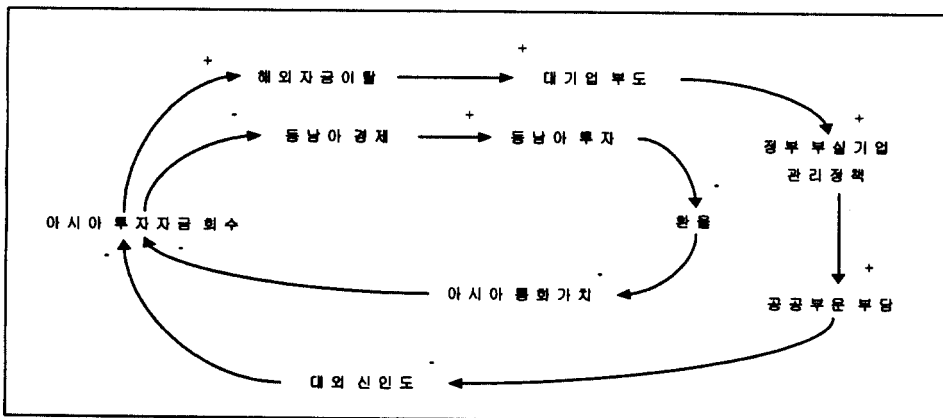 + +
해외자금이탈 대기업 부도
- + +
동남아 경제 동남아 투자 정부 부실기업
관리정책
-
아시아 투자자금 회수 환율
- - - +
아시아 통화가치 공공부문 부담
-
대외 신인도